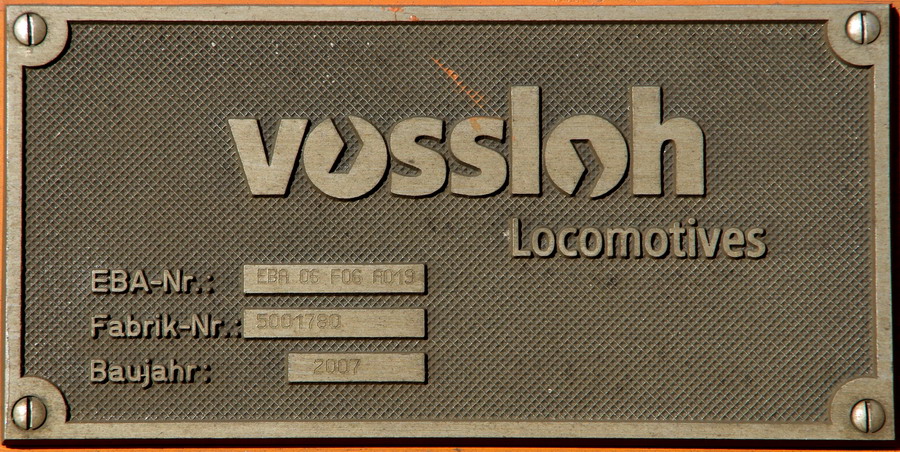 vossloh
Locomotives
EBA-Nr.: EBA 06 F06 A019
Fabrik-Nr.: 5001780
Baujahr: 2007